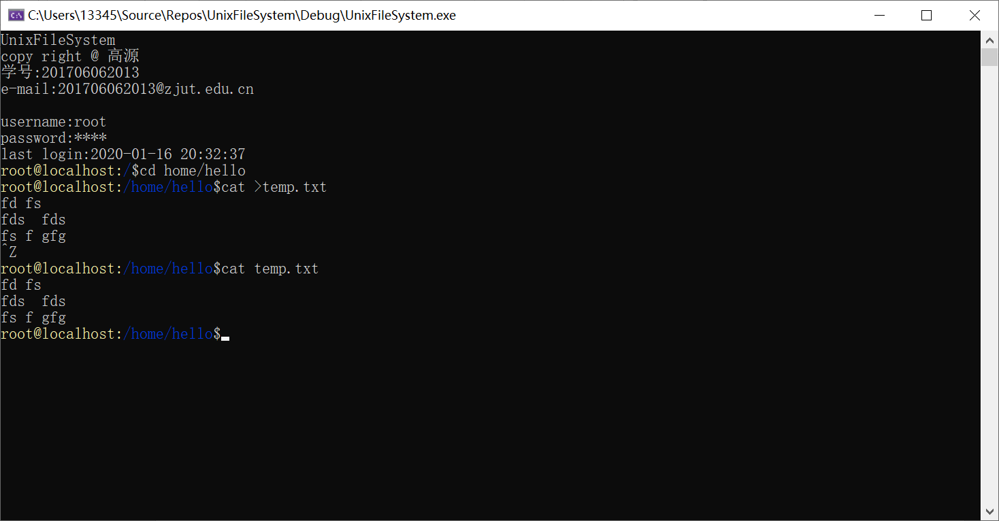 C:\Users\13345\Source\Repos\UnixFileSystem\Debug\UnixFileSystem.exe
UnixFileSystem
copy right @ 高源
学号:201706062013
e-mail:201706062013@zjut.edu.cn
username:root
password:****
last login:2020-01-16 20:32:37
root@localhost:/$cd home/hello
root@localhost:/home/hello$cat >temp.txt
fd fs
fds  fds
fs f gfg
^Z
root@localhost:/home/hello$cat temp.txt
fd fs
fds  fds
fs f gfg
root@localhost:/home/hello$